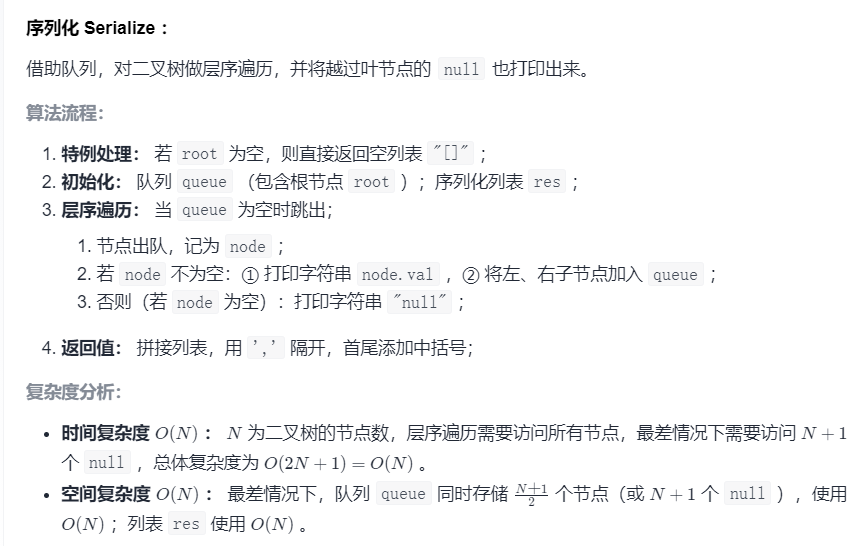 序列化 Serialize ：
借助队列，对二叉树做层序遍历，并将越过叶节点的 null 也打印出来。
算法流程：
1. 特例处理： 若 root 为空，则直接返回空列表 "[]" ；
2. 初始化： 队列 queue （包含根节点 root ）；序列化列表 res ；
3. 层序遍历： 当 queue 为空时跳出；
1. 节点出队，记为 node ；
2. 若 node 不为空：① 打印字符串 node.val ，② 将左、右子节点加入 queue ；
3. 否则（若 node 为空）：打印字符串 "null" ；
4. 返回值： 拼接列表，用 ',' 隔开，首尾添加中括号；
复杂度分析：
• 时间复杂度 O(N) ： N 为二叉树的节点数，层序遍历需要访问所有节点，最差情况下需要访问 N + 1
个 null ，总体复杂度为 O(2N + 1) = O(N) 。
• 空间复杂度 O(N) ： 最差情况下，队列 queue 同时存储 \frac{N+1}{2} 个节点（或 N + 1 个 null ），使用
O(N) ；列表 res 使用 O(N) 。